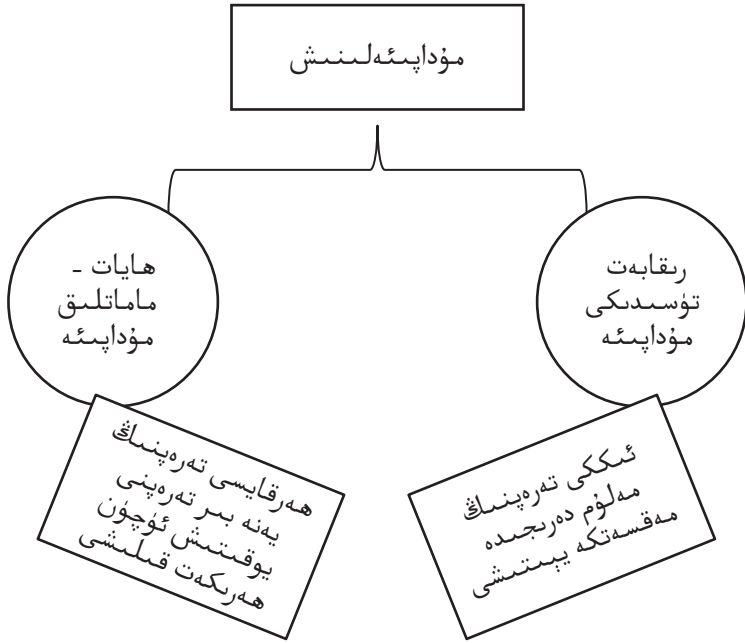 مۇداپىئەلىنىش
رىقابەت
تۈسىدىكى
مۇداپىئە
ھايات -
ماماتلىق
مۇداپىئە
ئىككى تەرەپنىڭ
مەلۇم دەرىجىدە
مەقسەتكە يېتىشى
ھەرقايسى تەرەپنىڭ
يەنە بىر تەرەپنى
يوقىتىش ئۈچۈن
ھەرىكەت قىلىشى